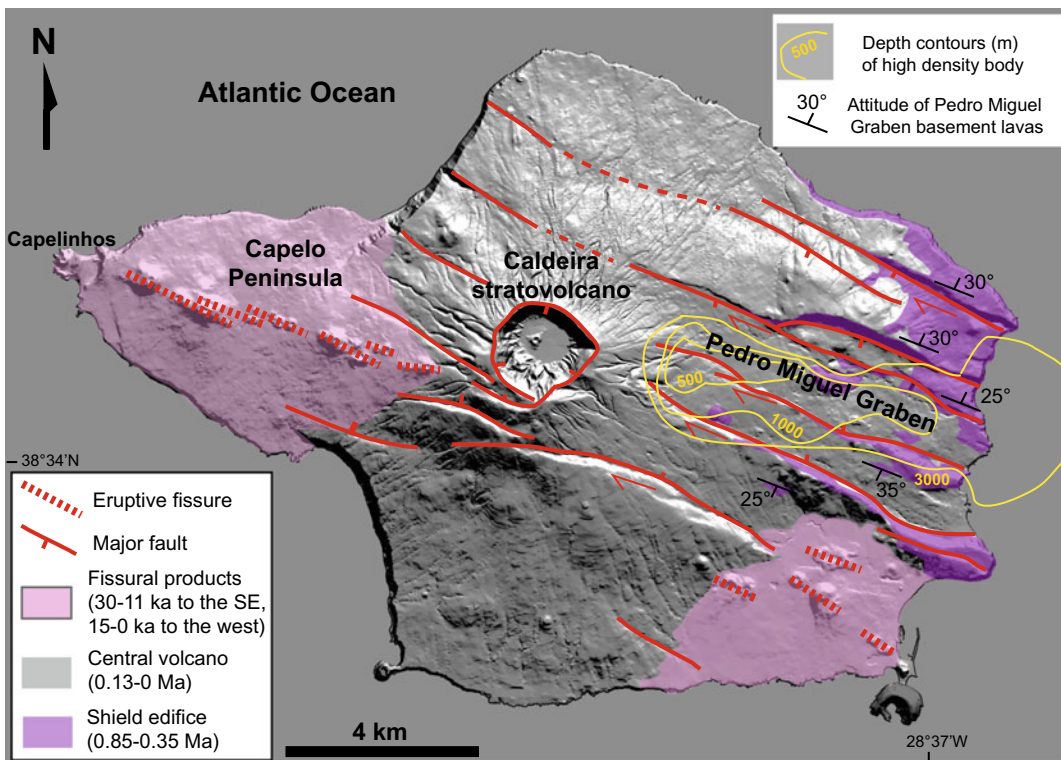 N
Atlantic Ocean
500
Depth contours (m)
of high density body
30°
Attitude of Pedro Miguel
Graben basement lavas
Capelinhos
Capelo
Peninsula
Caldeira
stratovolcano
30°
30°
Pedro Miguel Graben
500
25°
1000
38°34'N
25°
35°
3000
Eruptive fissure
Major fault
Fissural products
(30-11 ka to the SE,
15-0 ka to the west)
Central volcano
(0.13-0 Ma)
Shield edifice
(0.85-0.35 Ma)
4 km
28°37'W